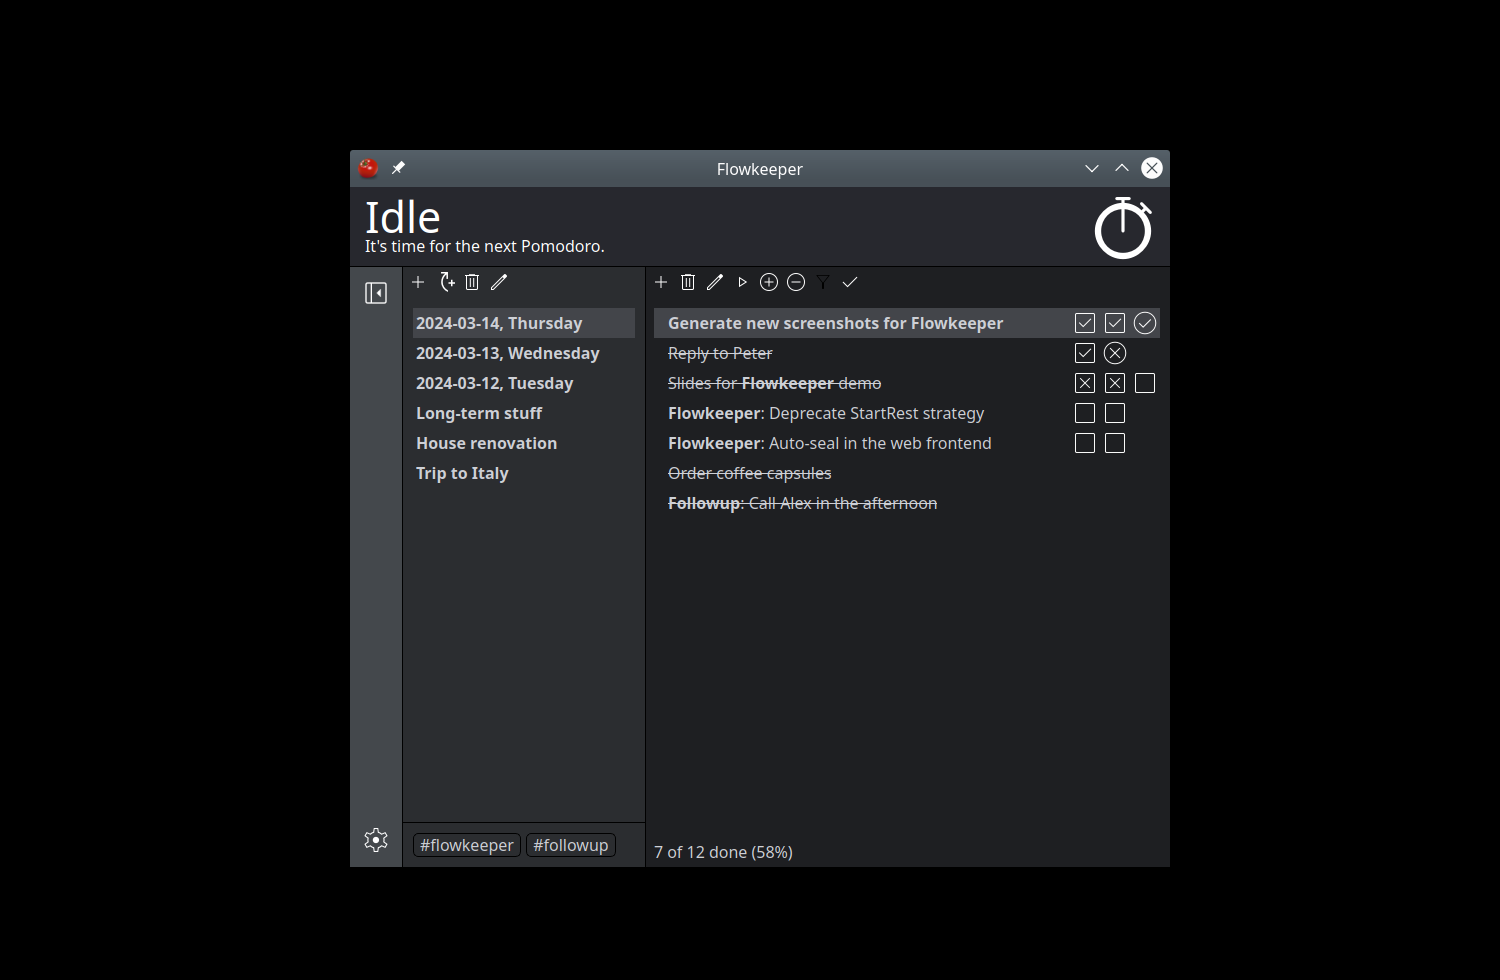 Flowkeeper
Idle
It's time for the next Pomodoro.
2024-03-14, Thursday
2024-03-13, Wednesday
2024-03-12, Tuesday
Long-term stuff
House renovation
Trip to Italy
#flowkeeper #followup
Generate new screenshots for Flowkeeper
Reply to Peter
Slides for Flowkeeper demo
Flowkeeper: Deprecate StartRest strategy
Flowkeeper: Auto-seal in the web frontend
Order coffee capsules
Followup: Call Alex in the afternoon
7 of 12 done (58%)